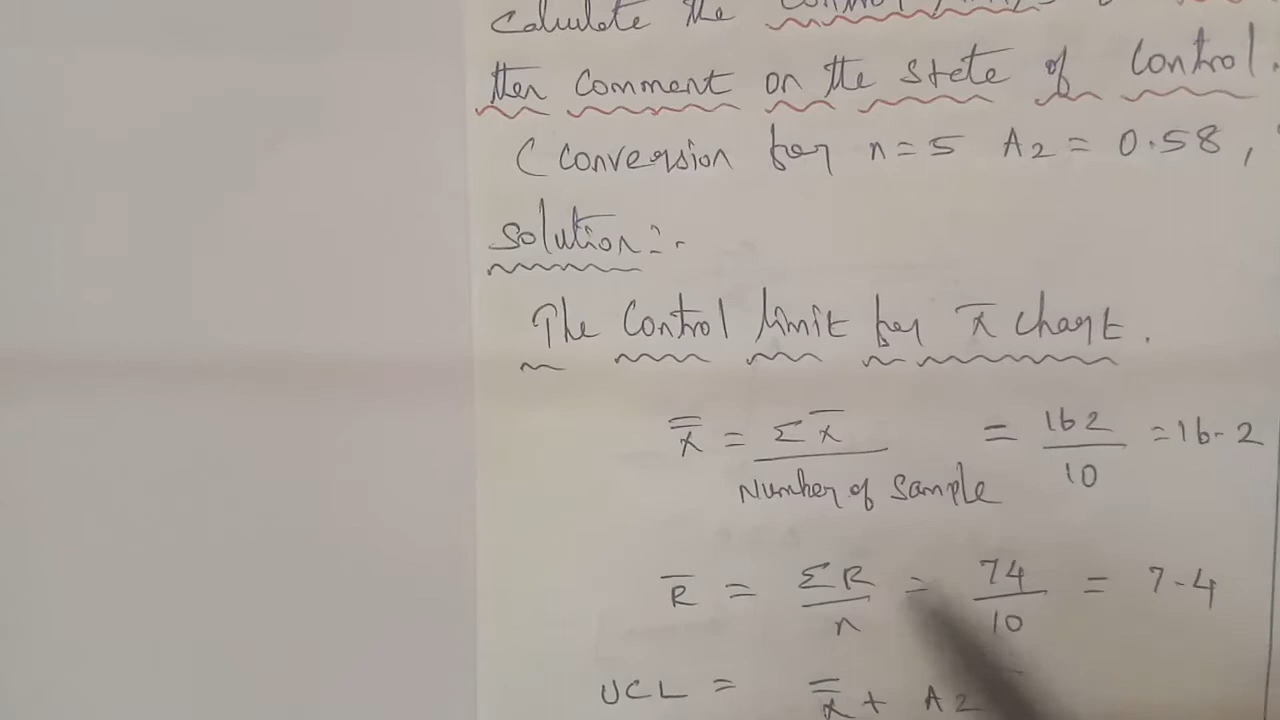 Calculate the
then comment on the state of control.
(conversion for n=5 A2 = 0.58,
Solution:-
The control limit for x̄ chart.
x̿ = Σx̄ / Number of sample = 162 / 10 = 16-2
R̄ = ΣR / n = 74 / 10 = 7-4
UCL = x̿ + A2